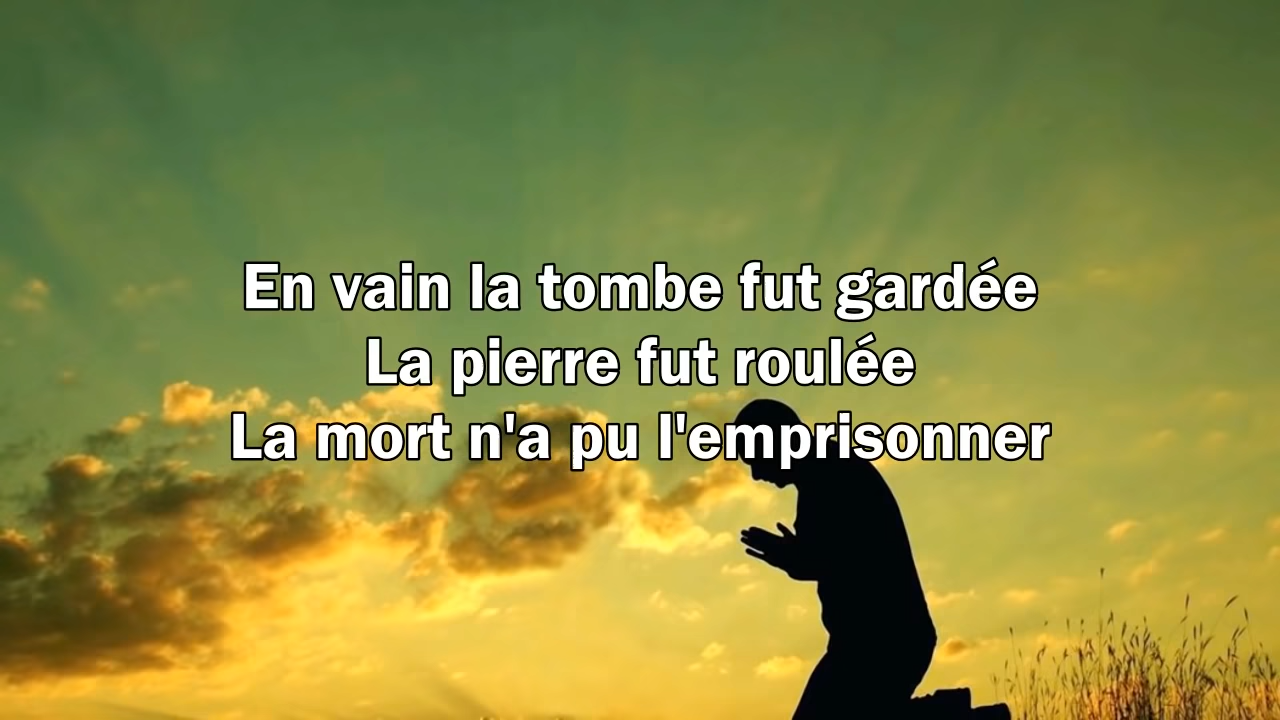 En vain la tombe fut gardée
La pierre fut roulée
La mort n'a pu l'emprisonner